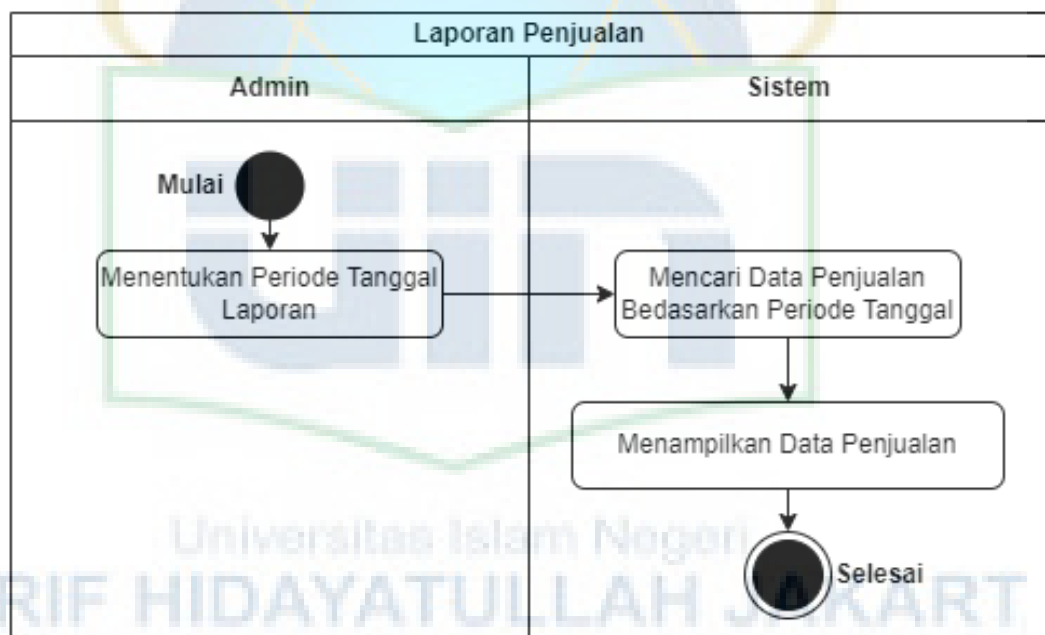 Laporan Penjualan
Admin
Sistem
Mulai
Menentukan Periode Tanggal
Laporan
Mencari Data Penjualan
Bedasarkan Periode Tanggal
Menampilkan Data Penjualan
Selesai
uin
Universitas Islam Negeri
RIF HIDAYATULLAH JAKART